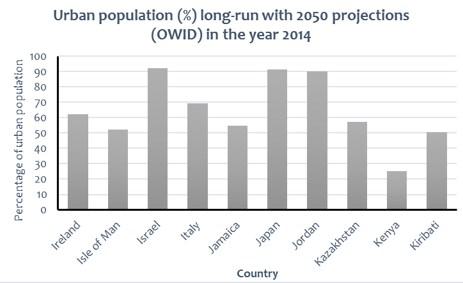 Urban population (%) long-run with 2050 projections
(OWID) in the year 2014
Percentage of urban population
100
90
80
70
60
50
40
30
20
10
0
Ireland
Isle of Man
Israel
Italy
Jamaica
Japan
Jordan
Kazakhstan
Kenya
Kiribati
Country